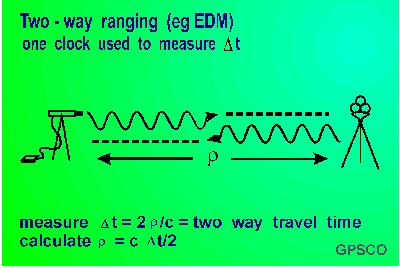 Two - way ranging (eg EDM)
one clock used to measure Δt
ρ
measure Δt = 2ρ/c = two way travel time
calculate ρ = c Δt/2
GPSCO